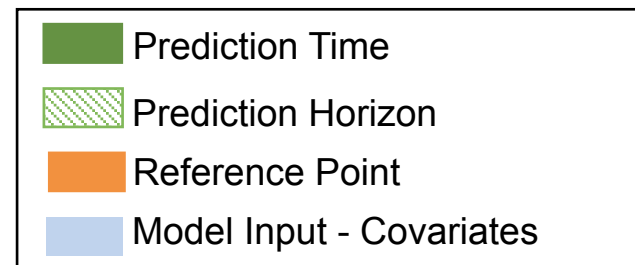 Prediction Time
Prediction Horizon
Reference Point
Model Input - Covariates